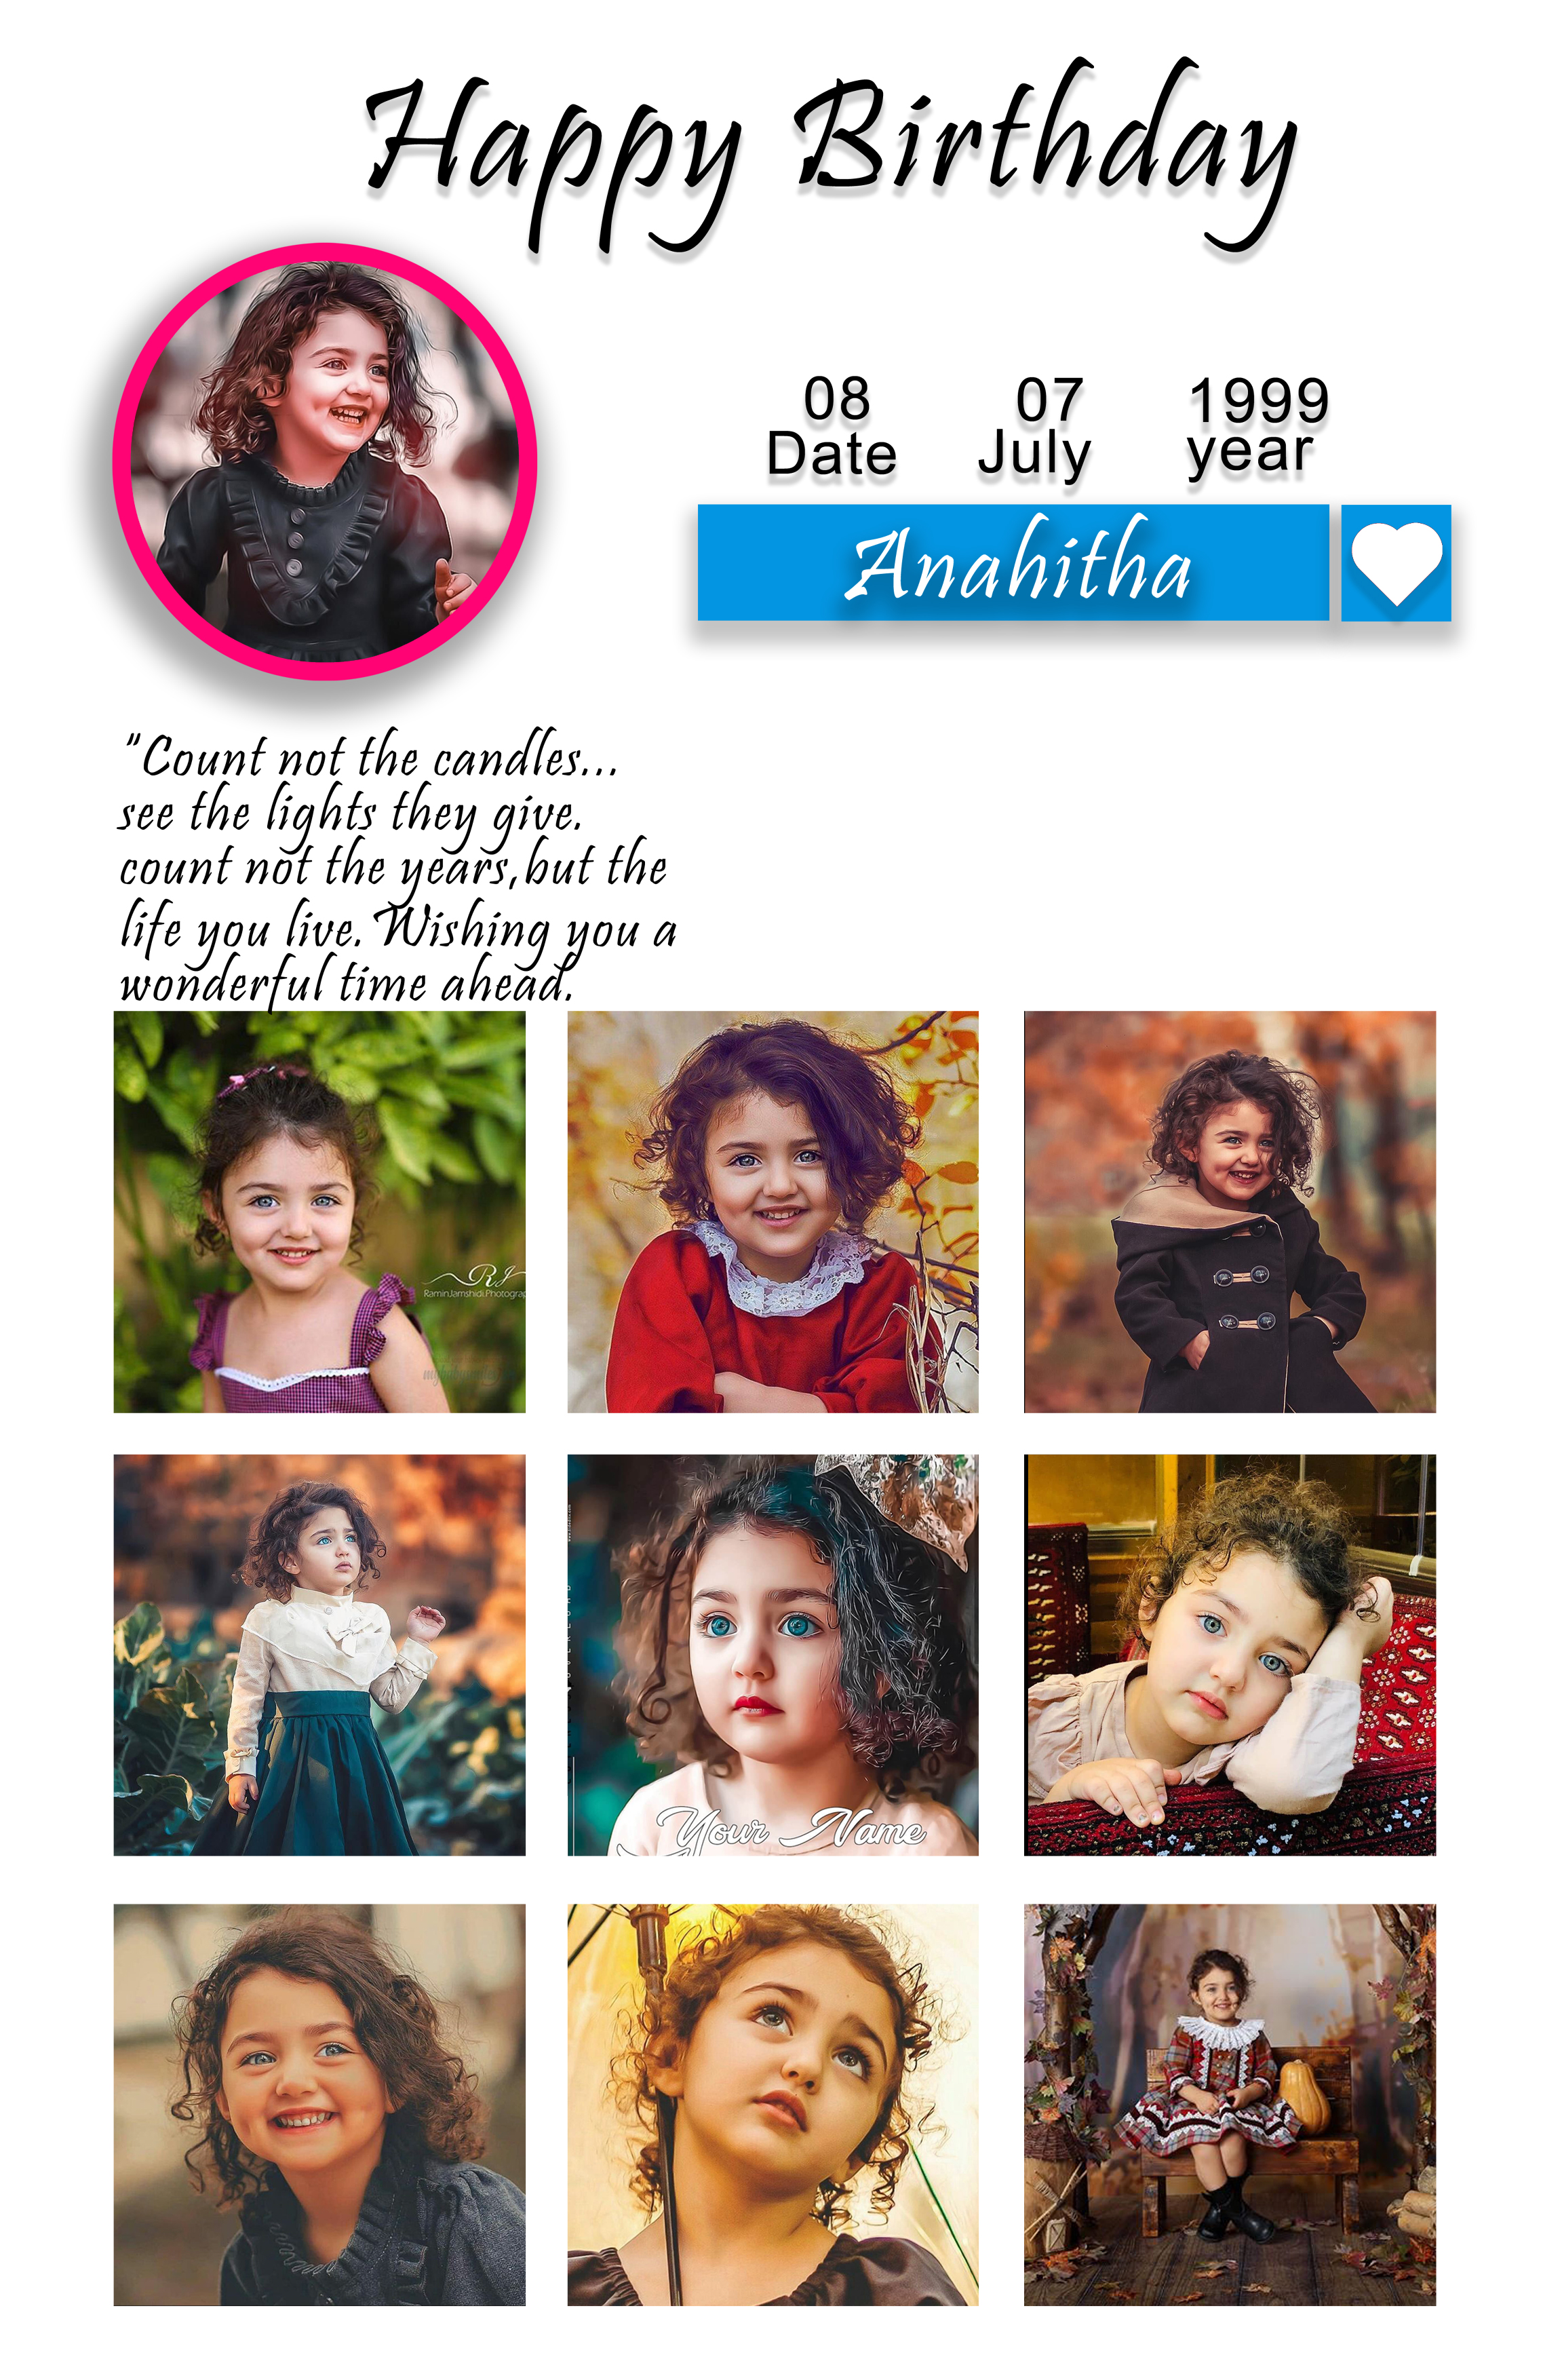 Happy Birthday
08 07 1999
Date July year
Anahitha
"Count not the candles...
see the lights they give.
count not the years,but the
life you live. Wishing you a
wonderful time ahead.
RJ
RaminJamshidi.Photograp
Your Name